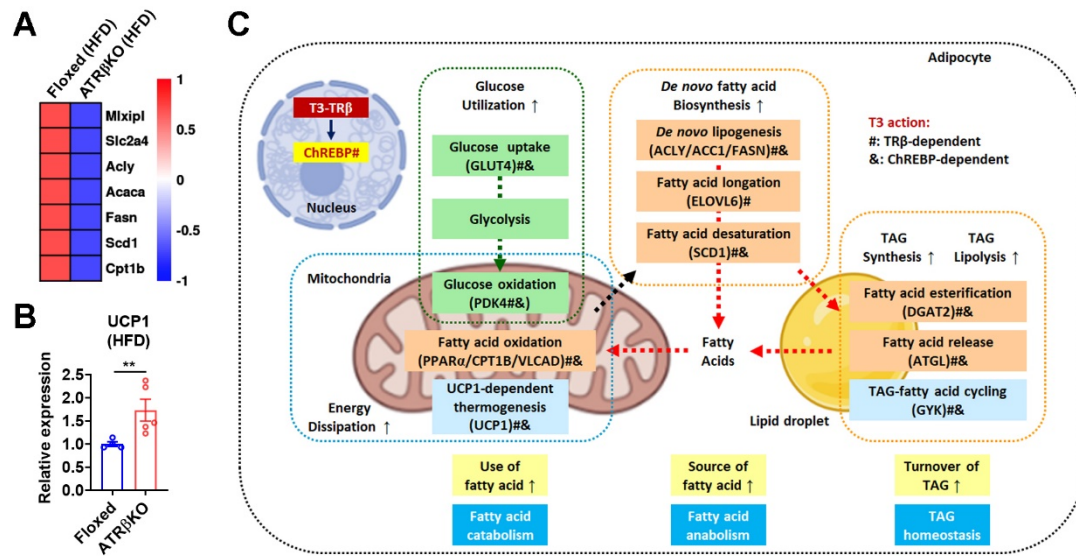 A
Floxed (HFD)
ATRβKO (HFD)
Mlxipl
Slc2a4
Acly
Acaca
Fasn
Scd1
Cpt1b
1
0.5
0
-0.5
-1
B
UCP1
(HFD)
**
Relative expression
2.5
2.0
1.5
1.0
0.5
0.0
Floxed
ATRβKO
C
Adipocyte
T3-TRβ
ChREBP#
Nucleus
Glucose
Utilization ↑
Glucose uptake
(GLUT4)#&
Glycolysis
Glucose oxidation
(PDK4#&)
De novo fatty acid
Biosynthesis ↑
De novo lipogenesis
(ACLY/ACC1/FASN)#&
Fatty acid longation
(ELOVL6)#
Fatty acid desaturation
(SCD1)#&
T3 action:
#: TRβ-dependent
&: ChREBP-dependent
Mitochondria
Fatty acid oxidation
(PPARα/CPT1B/VLCAD)#&
UCP1-dependent
thermogenesis
(UCP1)#&
Energy
Dissipation ↑
Fatty
Acids
TAG
Synthesis ↑
TAG
Lipolysis ↑
Fatty acid esterification
(DGAT2)#&
Fatty acid release
(ATGL)#&
TAG-fatty acid cycling
(GYK)#&
Lipid droplet
Use of
fatty acid ↑
Fatty acid
catabolism
Source of
fatty acid ↑
Fatty acid
anabolism
Turnover of
TAG ↑
TAG
homeostasis